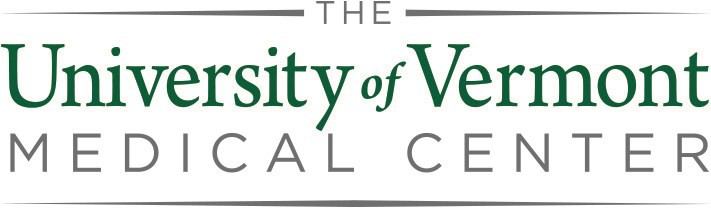 THE
University of Vermont
MEDICAL CENTER